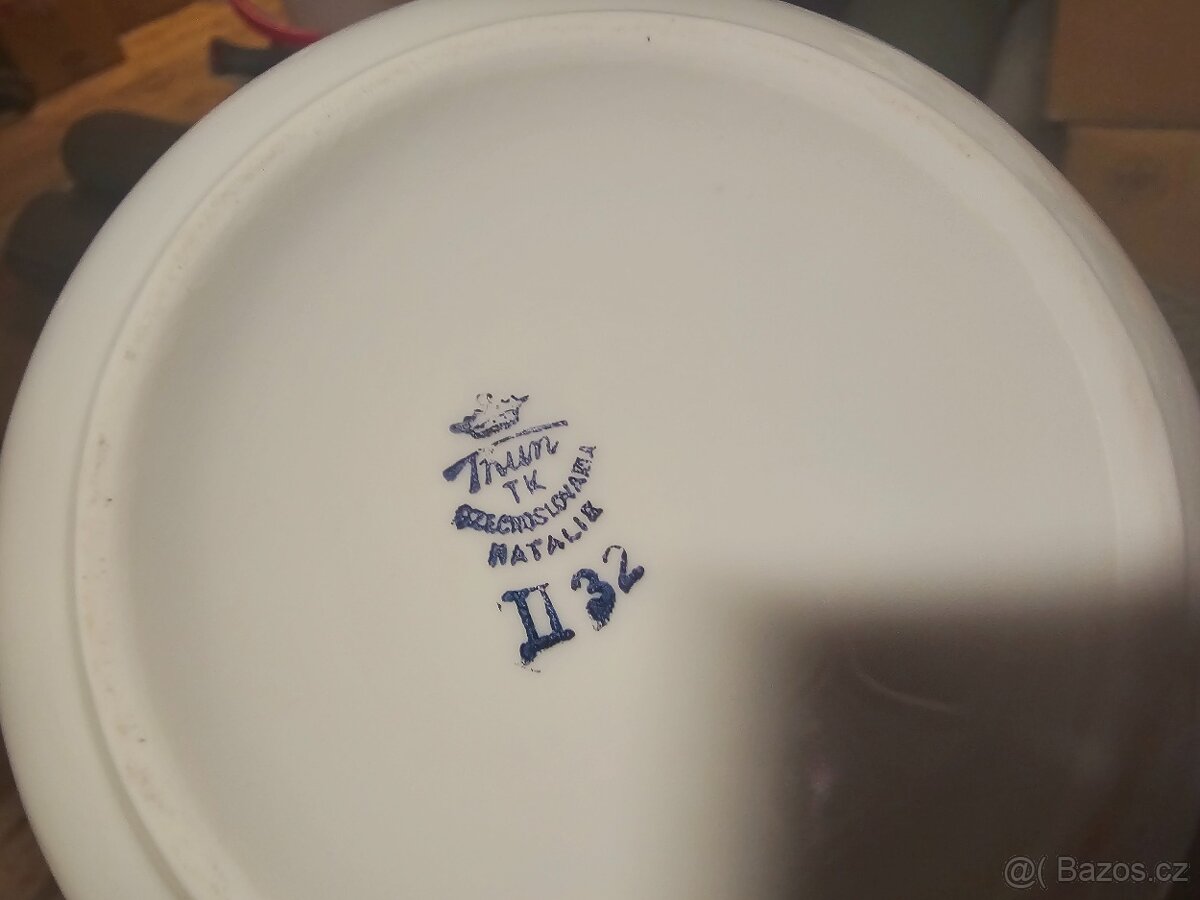 Thun
TK
CZECHOSLOVAKIA
NATALIE
II 32
@( Bazos.cz